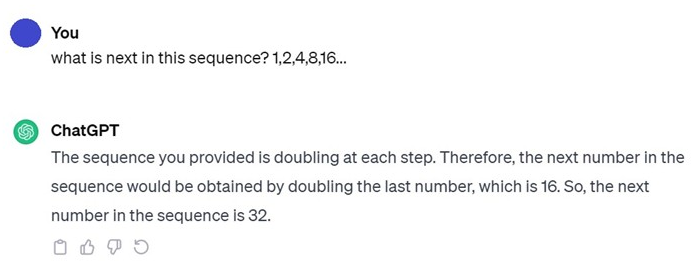 You
what is next in this sequence? 1,2,4,8,16...
ChatGPT
The sequence you provided is doubling at each step. Therefore, the next number in the
sequence would be obtained by doubling the last number, which is 16. So, the next
number in the sequence is 32.